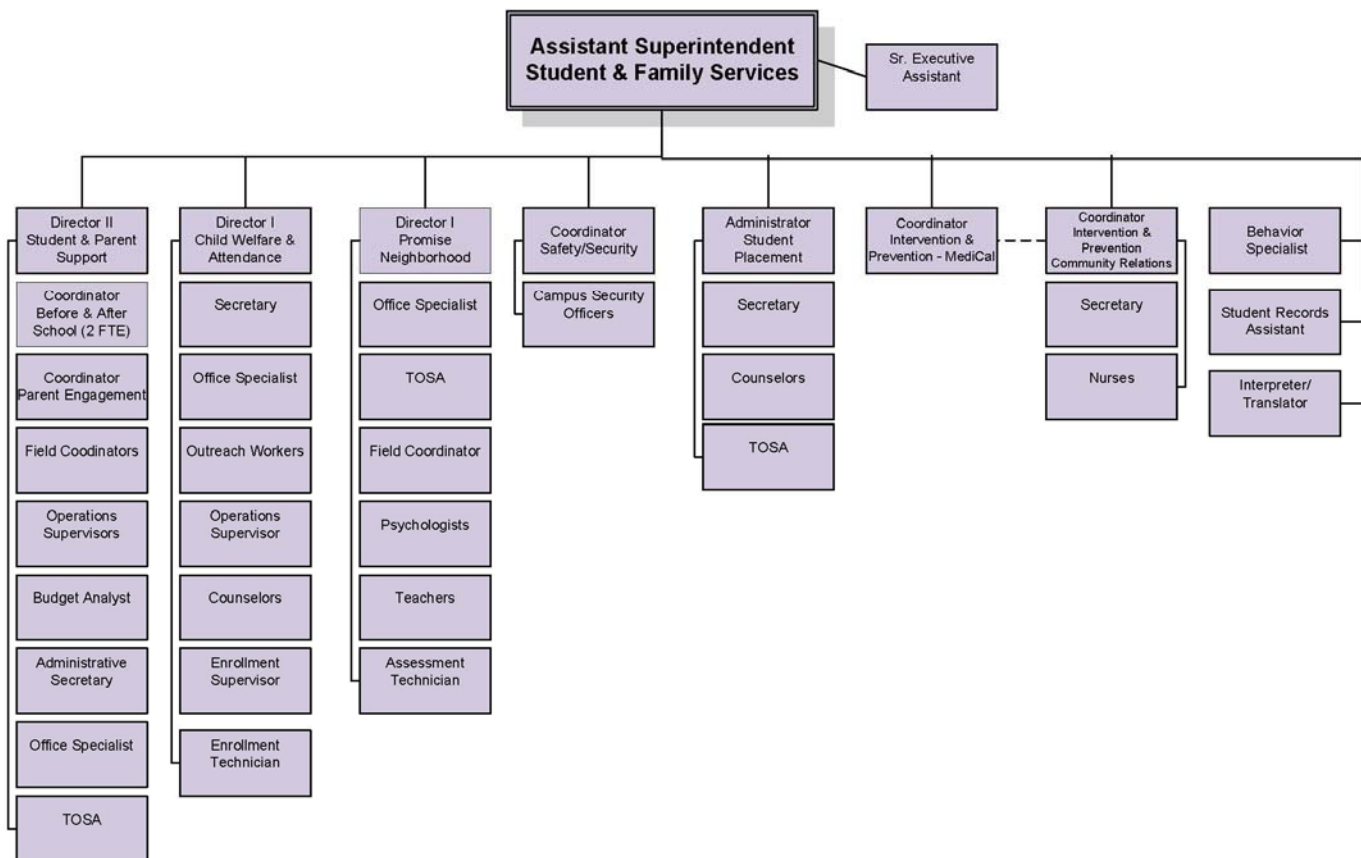 Assistant Superintendent
Student & Family Services
Sr. Executive
Assistant
Director II
Student & Parent
Support
Coordinator
Before & After
School (2 FTE)
Coordinator
Parent Engagement
Field Coodinators
Operations
Supervisors
Budget Analyst
Administrative
Secretary
Office Specialist
TOSA
Director I
Child Welfare &
Attendance
Secretary
Office Specialist
Outreach Workers
Operations
Supervisor
Counselors
Enrollment
Supervisor
Enrollment
Technician
Director I
Promise
Neighborhood
Office Specialist
TOSA
Field Coordinator
Psychologists
Teachers
Assessment
Technician
Coordinator
Safety/Security
Campus Security
Officers
Administrator
Student
Placement
Secretary
Counselors
TOSA
Coordinator
Intervention &
Prevention - MediCal
Coordinator
Intervention &
Prevention
Community Relations
Secretary
Nurses
Behavior
Specialist
Student Records
Assistant
Interpreter/
Translator